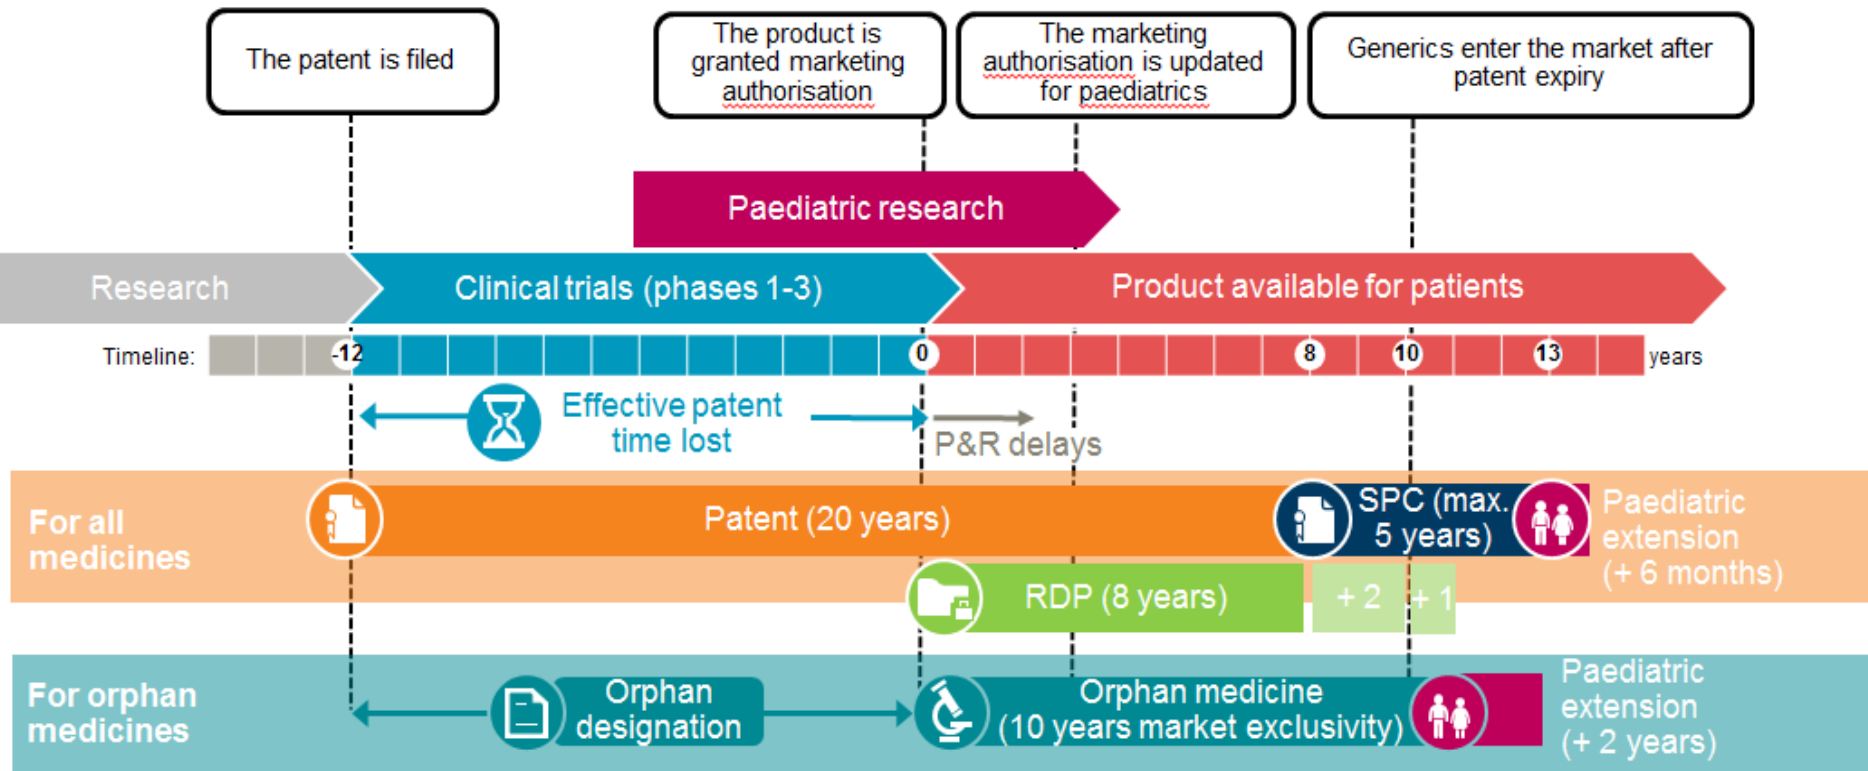 The patent is filed
The product is
granted marketing
authorisation
The marketing
authorisation is updated
for paediatrics
Generics enter the market after
patent expiry
Paediatric research
Research
Clinical trials (phases 1-3)
Product available for patients
Timeline:
-12
0
8
10
13
years
Effective patent
time lost
P&R delays
For all
medicines
Patent (20 years)
SPC (max.
5 years)
Paediatric
extension
(+ 6 months)
RDP (8 years)
+ 2
+ 1
For orphan
medicines
Orphan
designation
Orphan medicine
(10 years market exclusivity)
Paediatric
extension
(+ 2 years)